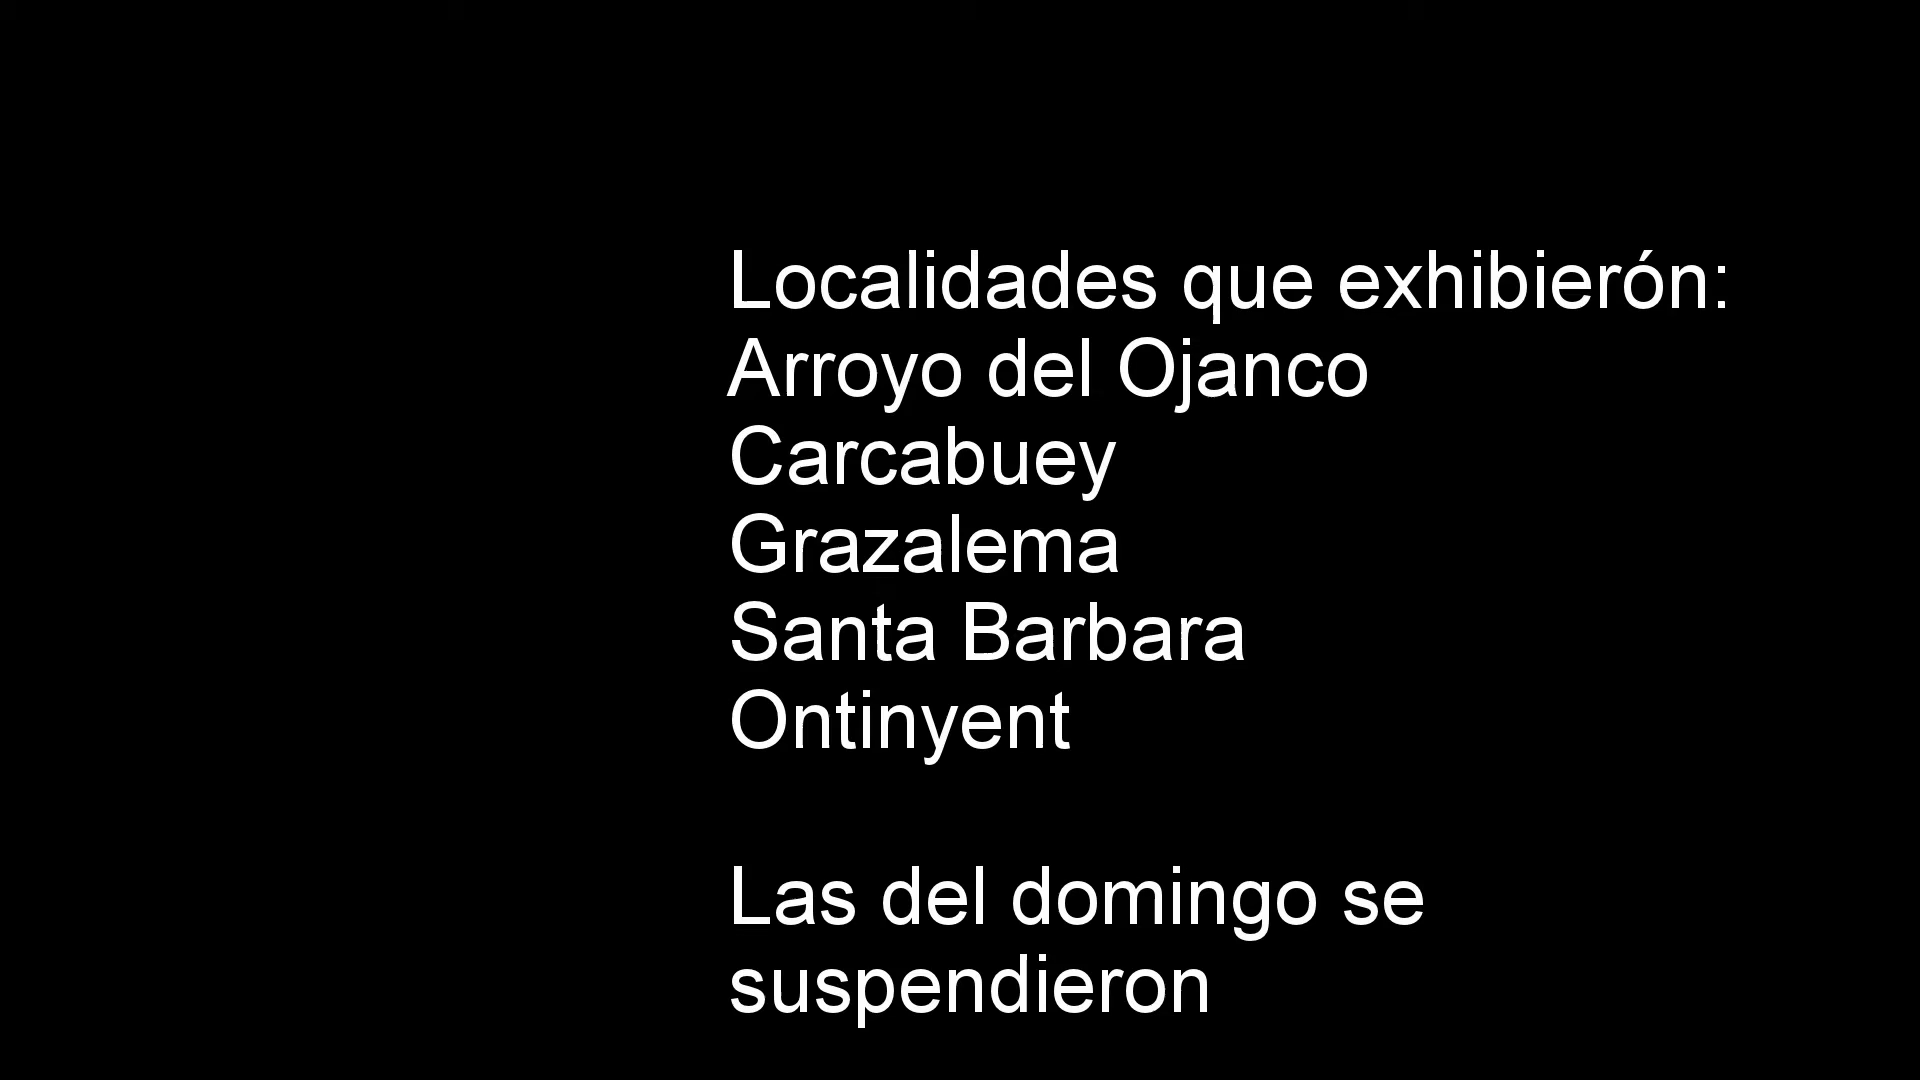 Localidades que exhibierón:
Arroyo del Ojanco
Carcabuey
Grazalema
Santa Barbara
Ontinyent
Las del domingo se
suspendieron